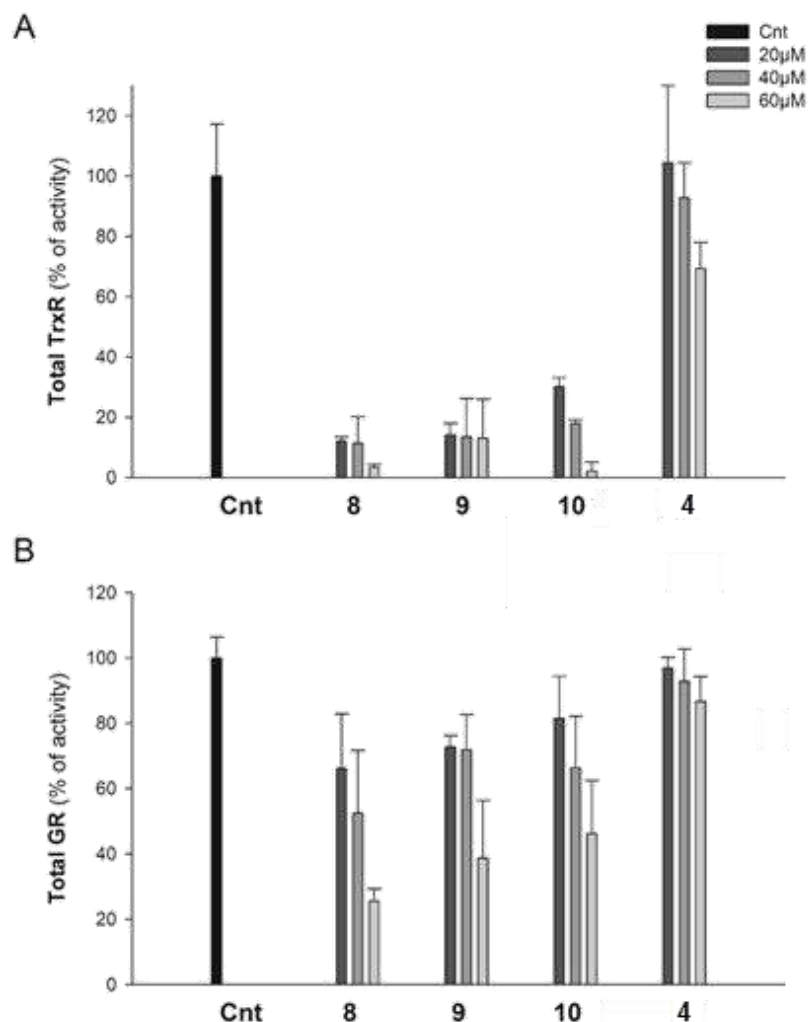 A
Cnt
20µM
40µM
60µM
Total TrxR (% of activity)
120
100
80
60
40
20
0
Cnt 8 9 10 4
B
Total GR (% of activity)
120
100
80
60
40
20
0
Cnt 8 9 10 4